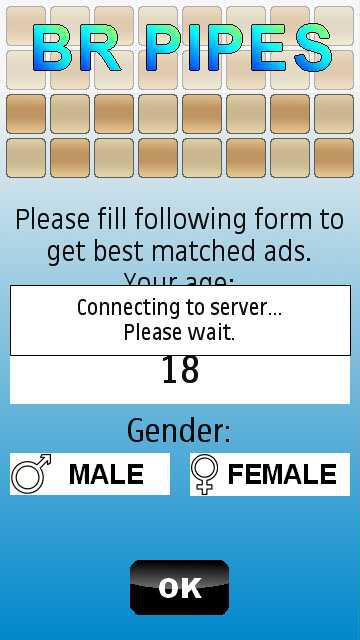 BR PIPES
Please fill following form to
get best matched ads.
Your age:
Connecting to server...
Please wait.
18
Gender:
MALE
FEMALE
OK